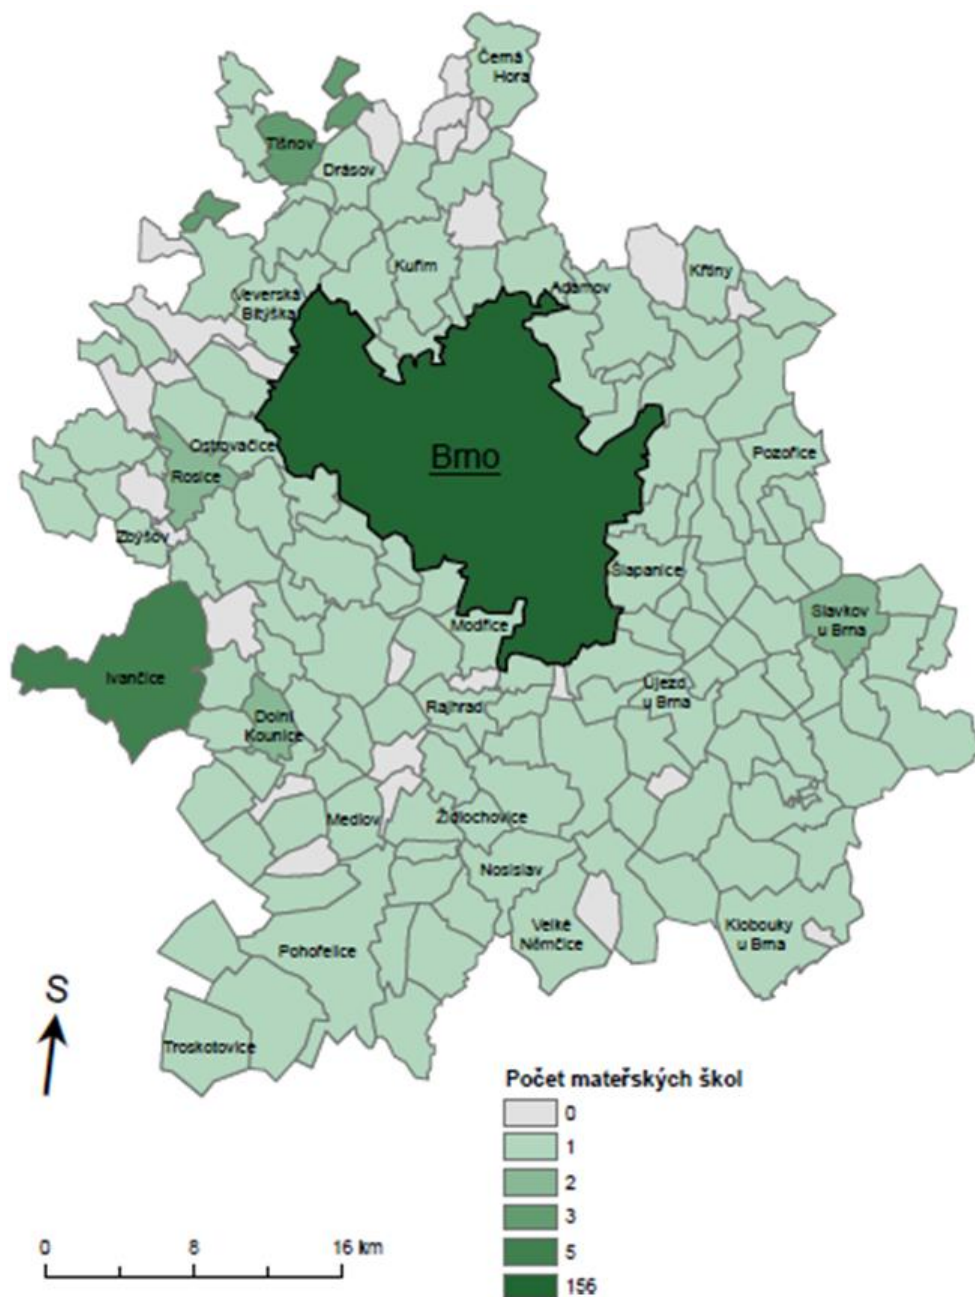 Černá
Hora
Tišnov
Drásov
Kuřim
Křtiny
Adamov
Veverská
Bítýška
Ostrovačice
Brno
Pozořice
Rosice
Zbýšov
Šlapanice
Slavkov
u Brna
Modřice
Ivančice
Újezd
u Brna
Rajhrad
Dolní
Kounice
Medlov
Židlochovice
Nosislav
Velké
Němčice
Klobouky
u Brna
Pohořelice
S
Troskotovice
Počet mateřských škol
0
1
2
3
5
156
0 8 16 km